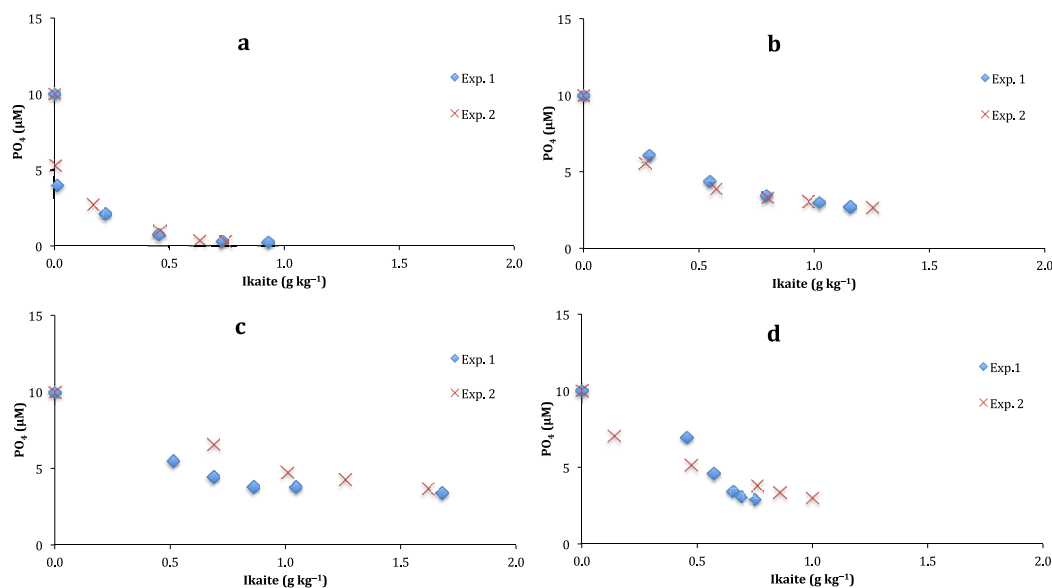 a
15
10
5
0
PO₄ (μM)
0.0 0.5 1.0 1.5 2.0
Ikaite (g kg⁻¹)
Exp. 1
Exp. 2
b
15
10
5
0
PO₄ (μM)
0.0 0.5 1.0 1.5 2.0
Ikaite (g kg⁻¹)
Exp. 1
Exp. 2
c
15
10
5
0
PO₄ (μM)
0.0 0.5 1.0 1.5 2.0
Ikaite (g kg⁻¹)
Exp. 1
Exp. 2
d
15
10
5
0
PO₄ (μM)
0.0 0.5 1.0 1.5 2.0
Ikaite (g kg⁻¹)
Exp.1
Exp. 2